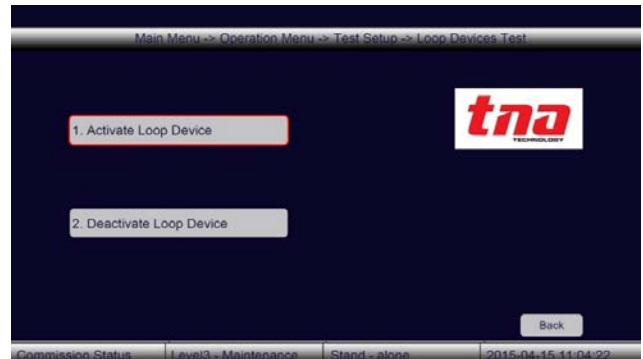 Main Menu -> Operation Menu -> Test Setup -> Loop Devices Test
1. Activate Loop Device
tna
TECHNOLOGY
2. Deactivate Loop Device
Back
Commission Status Level3 - Maintenance Stand - alone 2015-04-15 11:04:22